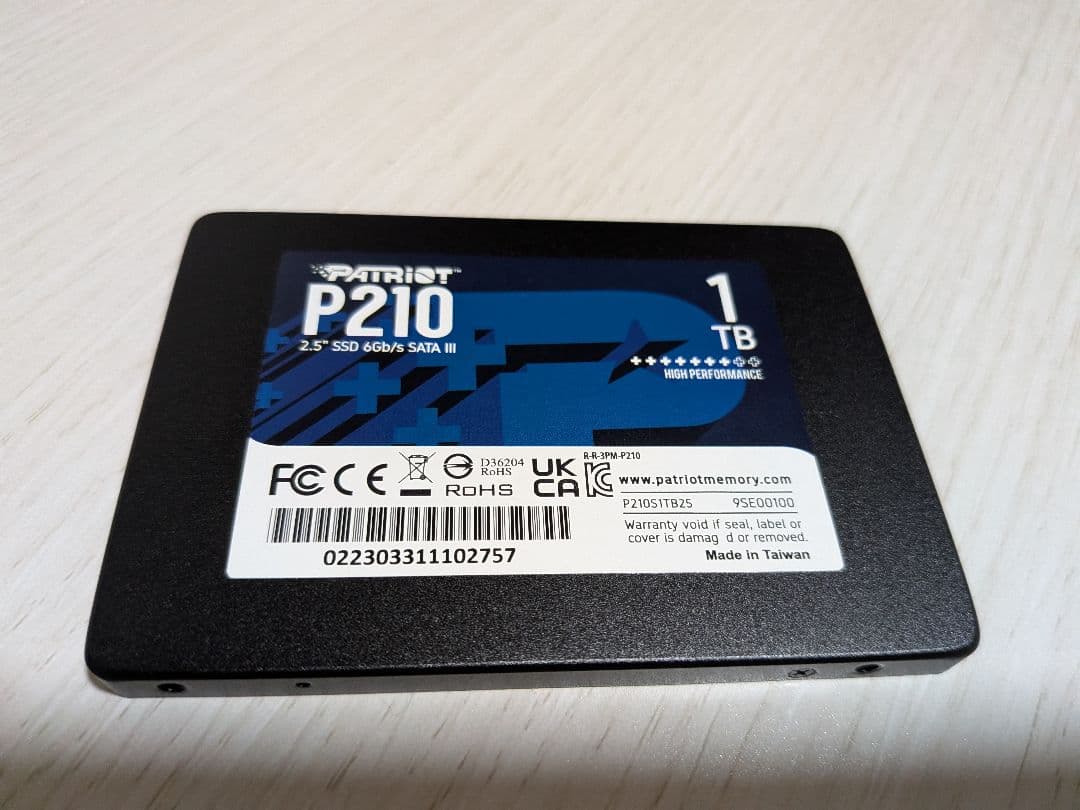 PATRIOT™
P210
2.5" SSD 6Gb/s SATA III
1
TB
HIGH PERFORMANCE
FC CE
D36204
RoHS
RoHS
UK
CA
R-R-3PM-P210
www.patriotmemory.com
P210S1TB25 9SE00100
Warranty void if seal, label or
cover is damag d or removed.
Made in Taiwan
022303311102757